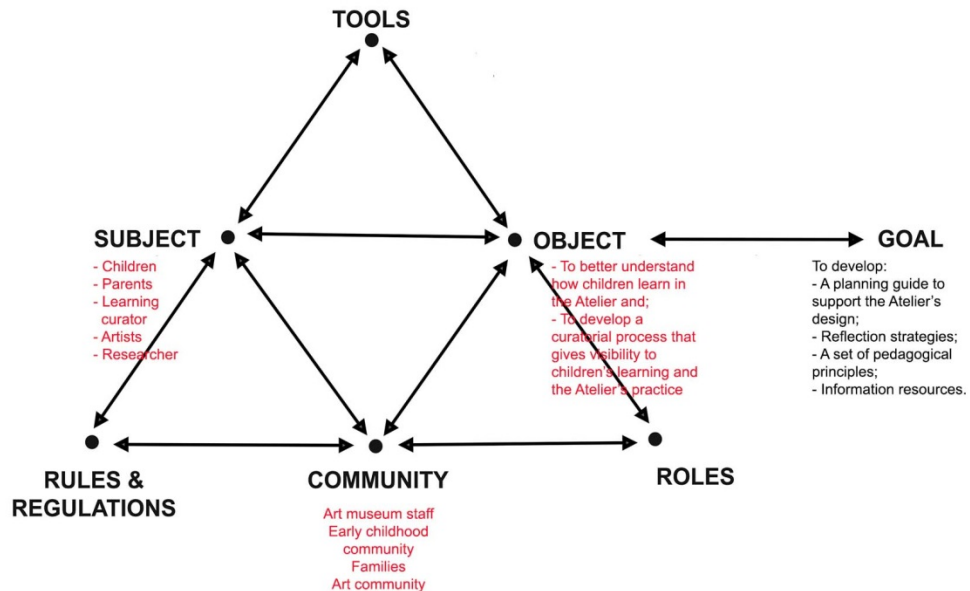 TOOLS
SUBJECT
- Children
- Parents
- Learning
curator
- Artists
- Researcher
OBJECT
- To better understand
how children learn in
the Atelier and;
- To develop a
curatorial process that
gives visibility to
children's learning and
the Atelier's practice
GOAL
To develop:
- A planning guide to
support the Atelier's
design;
- Reflection strategies;
- A set of pedagogical
principles;
- Information resources.
RULES &
REGULATIONS
COMMUNITY
Art museum staff
Early childhood
community
Families
Art community
ROLES